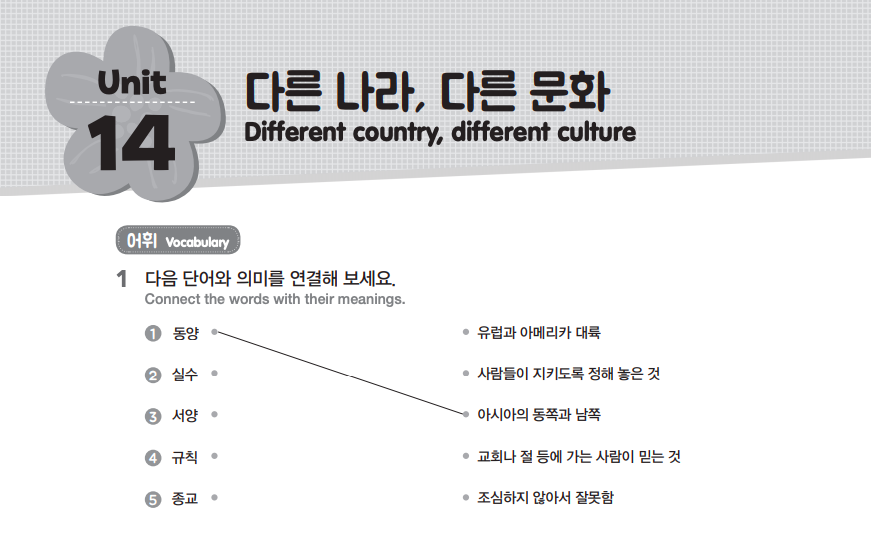 Unit
14
다른 나라, 다른 문화
Different country, different culture
어휘 Vocabulary
1 다음 단어와 의미를 연결해 보세요.
Connect the words with their meanings.
1 동양 유럽과 아메리카 대륙
2 실수 사람들이 지키도록 정해 놓은 것
3 서양 아시아의 동쪽과 남쪽
4 규칙 교회나 절 등에 가는 사람이 믿는 것
5 종교 조심하지 않아서 잘못함